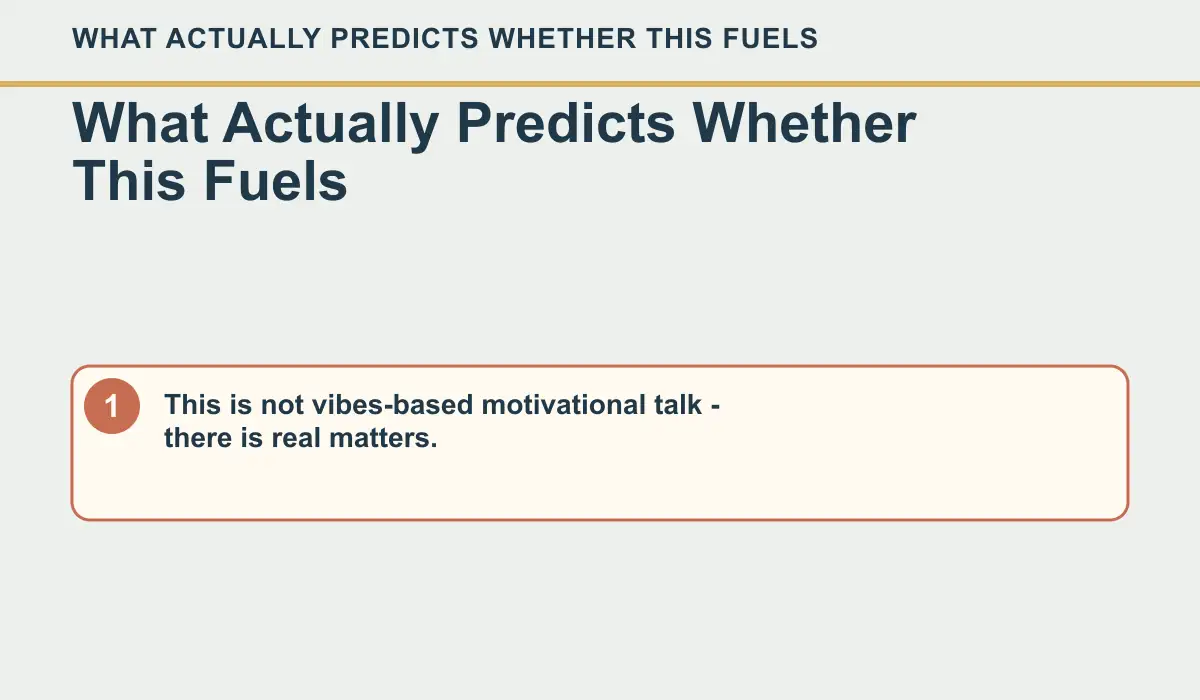 WHAT ACTUALLY PREDICTS WHETHER THIS FUELS
What Actually Predicts Whether
This Fuels
1
This is not vibes-based motivational talk -
there is real matters.